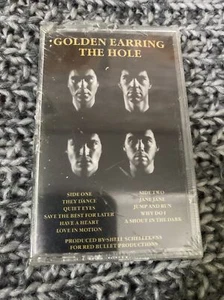 GOLDEN EARRING
THE HOLE
SIDE ONE
THEY DANCE
QUIET EYES
SAVE THE BEST FOR LATER
HAVE A HEART
LOVE IN MOTION
SIDE TWO
JANE JANE
JUMP AND RUN
WHY DO I
A SHOUT IN THE DARK
PRODUCED BY SHELL SCHELLEKENS
FOR RED BULLET PRODUCTIONS